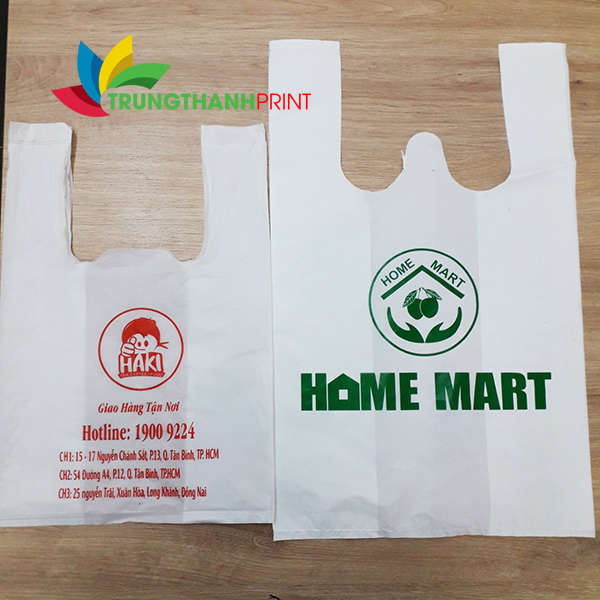 TRUNGTHANHPRINT
HAKI
Giao Hàng Tận Nơi
Hotline: 1900 9224
CH1: 15 - 17 Nguyễn Chánh Sắt, P.13, Q. Tân Bình, TP. HCM
CH2: 54 Đường A4, P.12, Q. Tân Bình, TP.HCM
CH3: 25 nguyễn Trãi, Xuân Hòa, Long Khánh, Đồng Nai
HOME MART
HOME MART